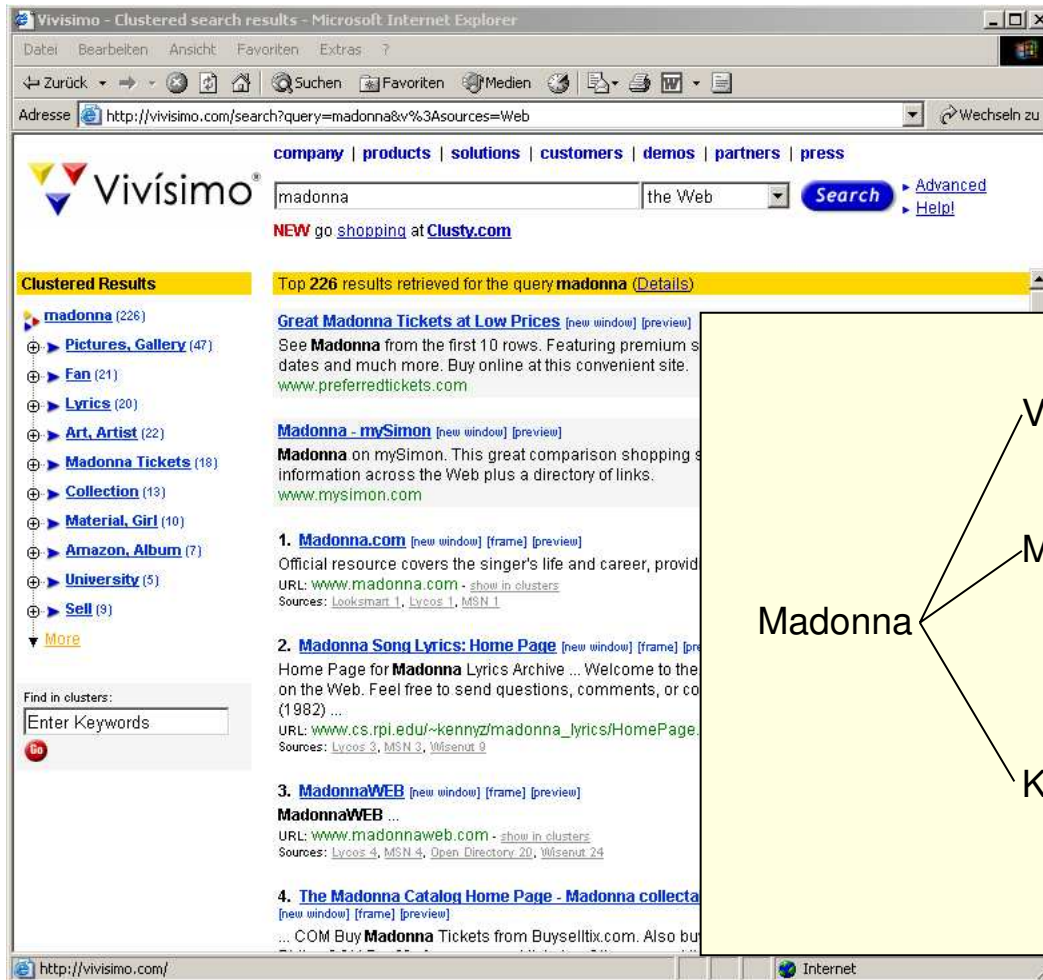 Vivisimo - Clustered search results - Microsoft Internet Explorer
Datei Bearbeiten Ansicht Favoriten Extras ?
Zurück Suchen Favoriten Medien
Adresse http://vivisimo.com/search?query=madonna&v%3Asources=Web Wechseln zu
company | products | solutions | customers | demos | partners | press
Vivísimo®
madonna the Web Search Advanced
Help!
NEW go shopping at Clusty.com
Clustered Results
madonna (226)
Pictures, Gallery (47)
Fan (21)
Lyrics (20)
Art, Artist (22)
Madonna Tickets (18)
Collection (13)
Material, Girl (10)
Amazon, Album (7)
University (5)
Sell (9)
More
Find in clusters:
Enter Keywords
Go
Top 226 results retrieved for the query madonna (Details)
Great Madonna Tickets at Low Prices [new window] [preview]
See Madonna from the first 10 rows. Featuring premium s
dates and much more. Buy online at this convenient site.
www.preferredtickets.com
Madonna - mySimon [new window] [preview]
Madonna on mySimon. This great comparison shopping s
information across the Web plus a directory of links.
www.mysimon.com
1. Madonna.com [new window] [frame] [preview]
Official resource covers the singer's life and career, provid
URL: www.madonna.com - show in clusters
Sources: Looksmart 1, Lycos 1, MSN 1
2. Madonna Song Lyrics: Home Page [new window] [frame] [pre
Home Page for Madonna Lyrics Archive ... Welcome to the
on the Web. Feel free to send questions, comments, or co
(1982) ...
URL: www.cs.rpi.edu/~kennyz/madonna_lyrics/HomePage.
Sources: Lycos 3, MSN 3, Wisenut 9
3. MadonnaWEB [new window] [frame] [preview]
MadonnaWEB ...
URL: www.madonnaweb.com - show in clusters
Sources: Lycos 4, MSN 4, Open Directory 20, Wisenut 24
4. The Madonna Catalog Home Page - Madonna collecta
[new window] [frame] [preview]
... COM Buy Madonna Tickets from Buyselltix.com. Also bu
V
M
Madonna
K
http://vivisimo.com/ Internet